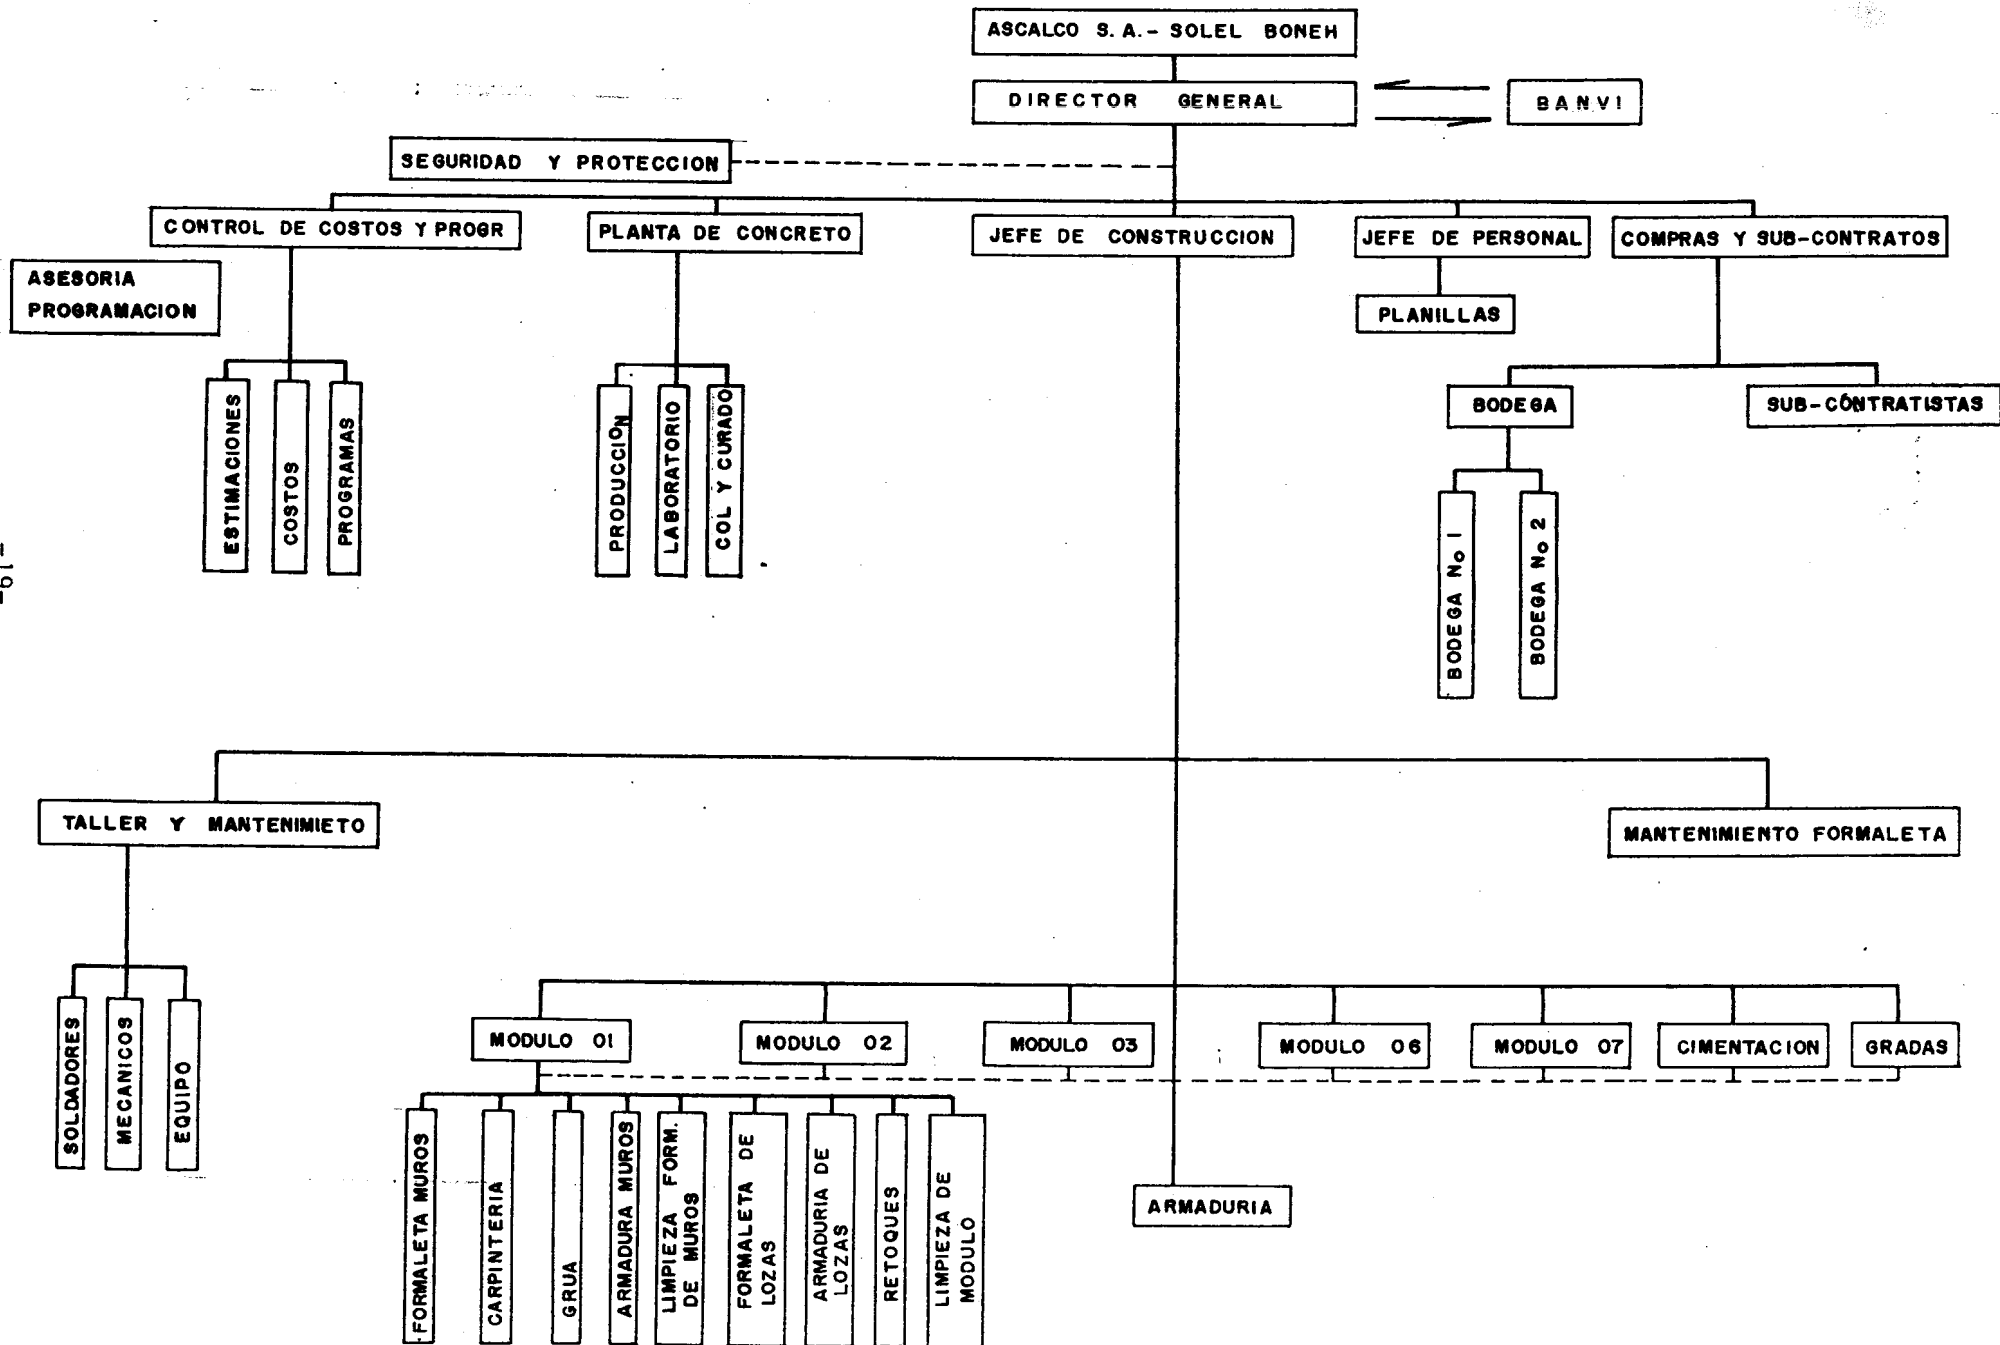 ASCALCO S.A.- SOLEL BONEH
DIRECTOR GENERAL
BANVI
SEGURIDAD Y PROTECCION
CONTROL DE COSTOS Y PROGR
PLANTA DE CONCRETO
JEFE DE CONSTRUCCION
JEFE DE PERSONAL
COMPRAS Y SUB-CONTRATOS
ASESORIA
PROGRAMACION
PLANILLAS
ESTIMACIONES
COSTOS
PROGRAMAS
PRODUCCION
LABORATORIO
COL Y CURADO
BODEGA
SUB-CONTRATISTAS
BODEGA No 1
BODEGA No 2
-19-
TALLER Y MANTENIMIETO
MANTENIMIENTO FORMALETA
SOLDADORES
MECANICOS
EQUIPO
MODULO 01
MODULO 02
MODULO 03
MODULO 06
MODULO 07
CIMENTACION
GRADAS
FORMALETA MUROS
CARPINTERIA
GRUA
ARMADURA MUROS
LIMPIEZA FORM.
DE MUROS
FORMALETA DE
LOZAS
ARMADURIA DE
LOZAS
RETOQUES
LIMPIEZA DE
MODULO
ARMADURIA